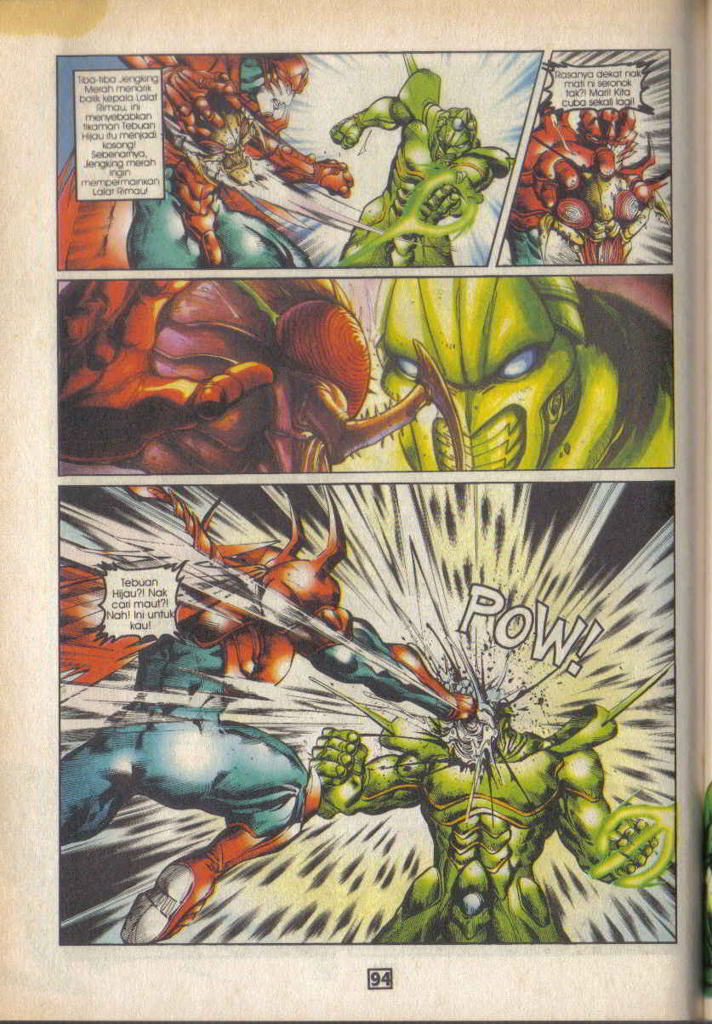 Tiba-tiba Jengking
Merah menarik
balik kepala Lalat
Rimau, ini
menyebabkan
tikaman Tebuan
Hijau itu menjadi
kosong!
Sebenarnya,
Jengking merah
ingin
mempermainkan
Lalat Rimau!
Rasanya dekat nak
mati ni seronok
tak?! Mari! Kita
cuba sekali lagi!
Tebuan
Hijau?! Nak
cari maut?!
Nah! Ini untuk
kau!
POW!
94